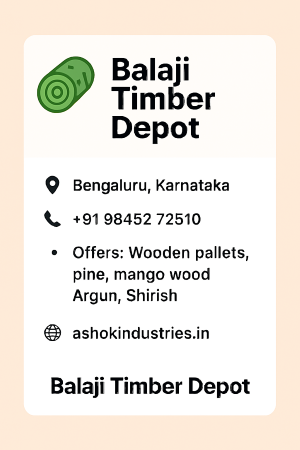 Balaji
Timber
Depot
Bengaluru, Karnataka
+91 98452 72510
• Offers: Wooden pallets,
pine, mango wood
Argun, Shirish
ashokindustries.in
Balaji Timber Depot